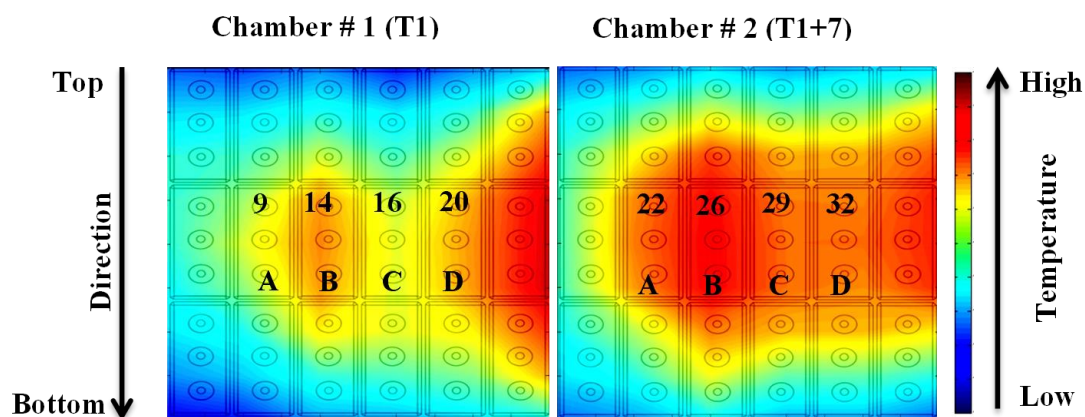 Chamber # 1 (T1)
Chamber # 2 (T1+7)
Top
Direction
Bottom
9 14 16 20
A B C D
22 26 29 32
A B C D
High
Temperature
Low